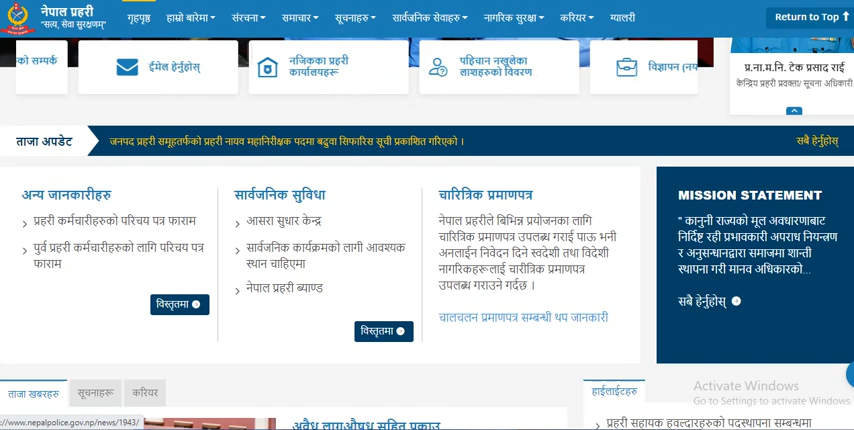 नेपाल प्रहरी
"सत्य, सेवा सुरक्षणम्"
गृहपृष्ठ हाम्रो बारेमा संरचना समाचार सूचनाहरु सार्वजनिक सेवाहरु नागरिक सुरक्षा करियर ग्यालरी
Return to Top
को सम्पर्क
ईमेल हेर्नुहोस्
नजिकका प्रहरी
कार्यालयहरू
पहिचान नखुलेका
लाशहरुको विवरण
विज्ञापन (नय
प्र.ना.म.नि. टेक प्रसाद राई
केन्द्रिय प्रहरी प्रवक्ता/ सूचना अधिकारी
ताजा अपडेट
जनपद प्रहरी समूहतर्फको प्रहरी नायव महानिरीक्षक पदमा बढुवा सिफारिस सूची प्रकाशित गरिएको ।
सबै हेर्नुहोस्
अन्य जानकारीहरु
प्रहरी कर्मचारीहरुको परिचय पत्र फाराम
पुर्व प्रहरी कर्मचारीहरुको लागि परिचय पत्र
फाराम
विस्तृतमा
सार्वजनिक सुविधा
आसरा सुधार केन्द्र
सार्वजनिक कार्यक्रमको लागी आवश्यक
स्थान चाहिएमा
नेपाल प्रहरी ब्याण्ड
विस्तृतमा
चारित्रिक प्रमाणपत्र
नेपाल प्रहरीले बिभिन्न प्रयोजनका लागि
चारित्रिक प्रमाणपत्र उपलब्ध गराई पाऊ भनी
अनलाईन निवेदन दिने स्वदेशी तथा विदेशी
नागरिकहरूलाई चारित्रिक प्रमाणपत्र
उपलब्ध गराउने गर्दछ ।
चालचलन प्रमाणपत्र सम्बन्धी थप जानकारी
MISSION STATEMENT
" कानुनी राज्यको मूल अवधारणाबाट
निर्दिष्ट रही प्रभावकारी अपराध नियन्त्रण
र अनुसन्धानद्वारा समाजमा शान्ती
स्थापना गरी मानव अधिकारको...
सबै हेर्नुहोस्
ताजा खबरहरु सूचनाहरू करियर
हाईलाईटहरु
Activate Windows
Go to Settings to activate Windows.
अवैध लागुऔषध सहित पक्राउ
प्रहरी सहायक हवल्दारहरुको पदस्थापना सम्बन्धमा
://www.nepalpolice.gov.np/news/1943/